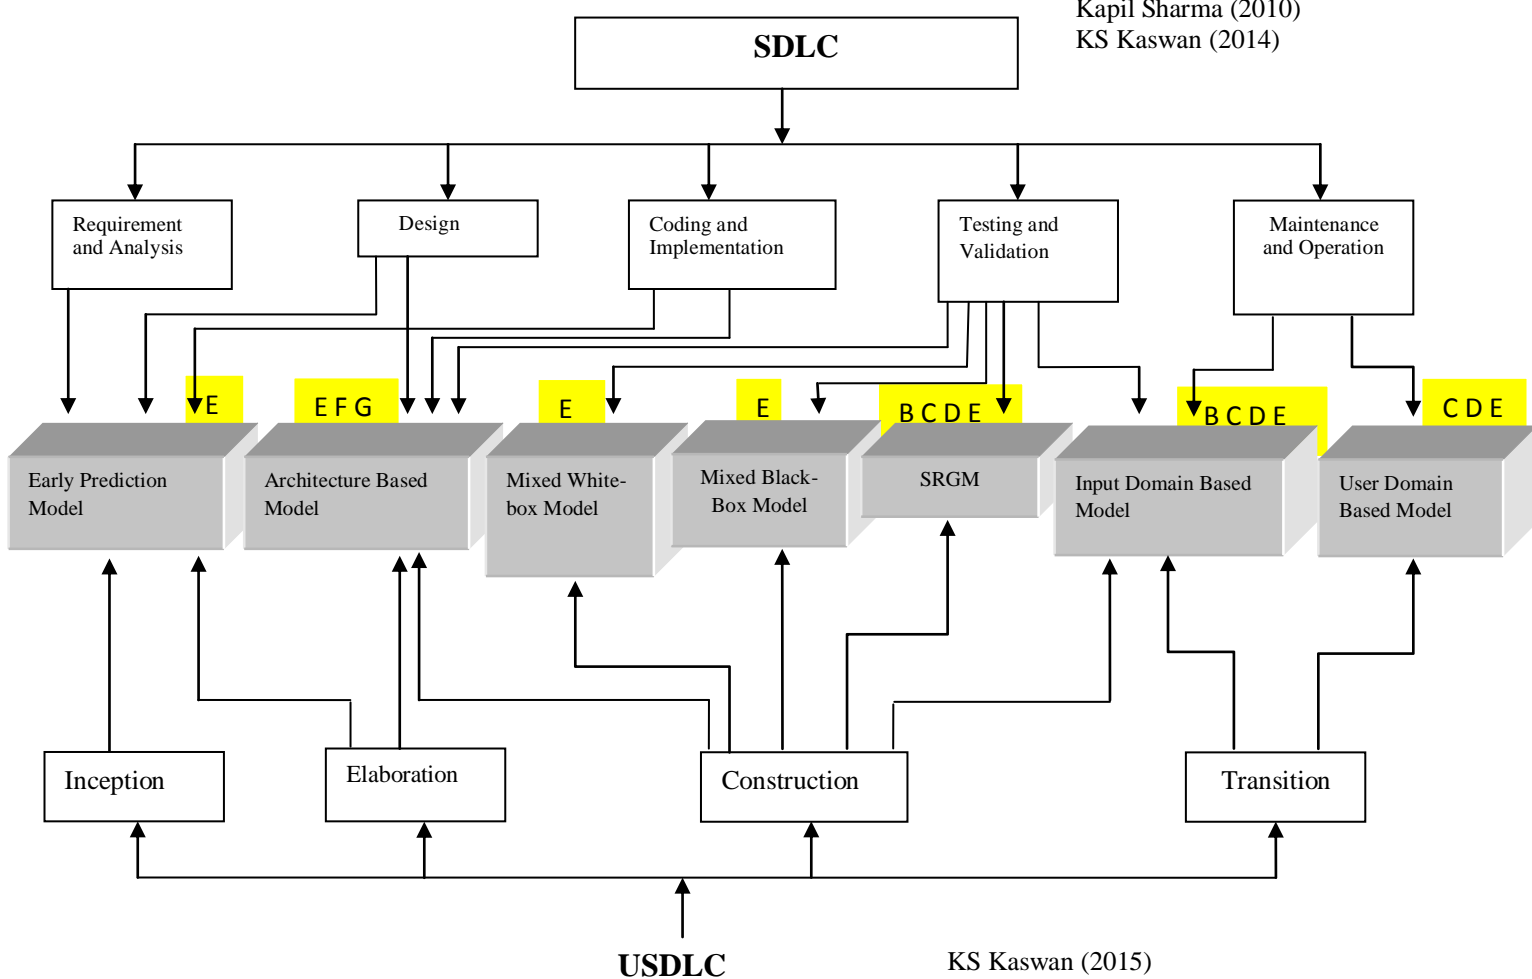 Kapil Sharma (2010)
KS Kaswan (2014)
SDLC
Requirement
and Analysis
Design
Coding and
Implementation
Testing and
Validation
Maintenance
and Operation
E
E F G
E
E
B C D E
B C D E
C D E
Early Prediction
Model
Architecture Based
Model
Mixed White-
box Model
Mixed Black-
Box Model
SRGM
Input Domain Based
Model
User Domain
Based Model
Inception
Elaboration
Construction
Transition
USDLC
KS Kaswan (2015)